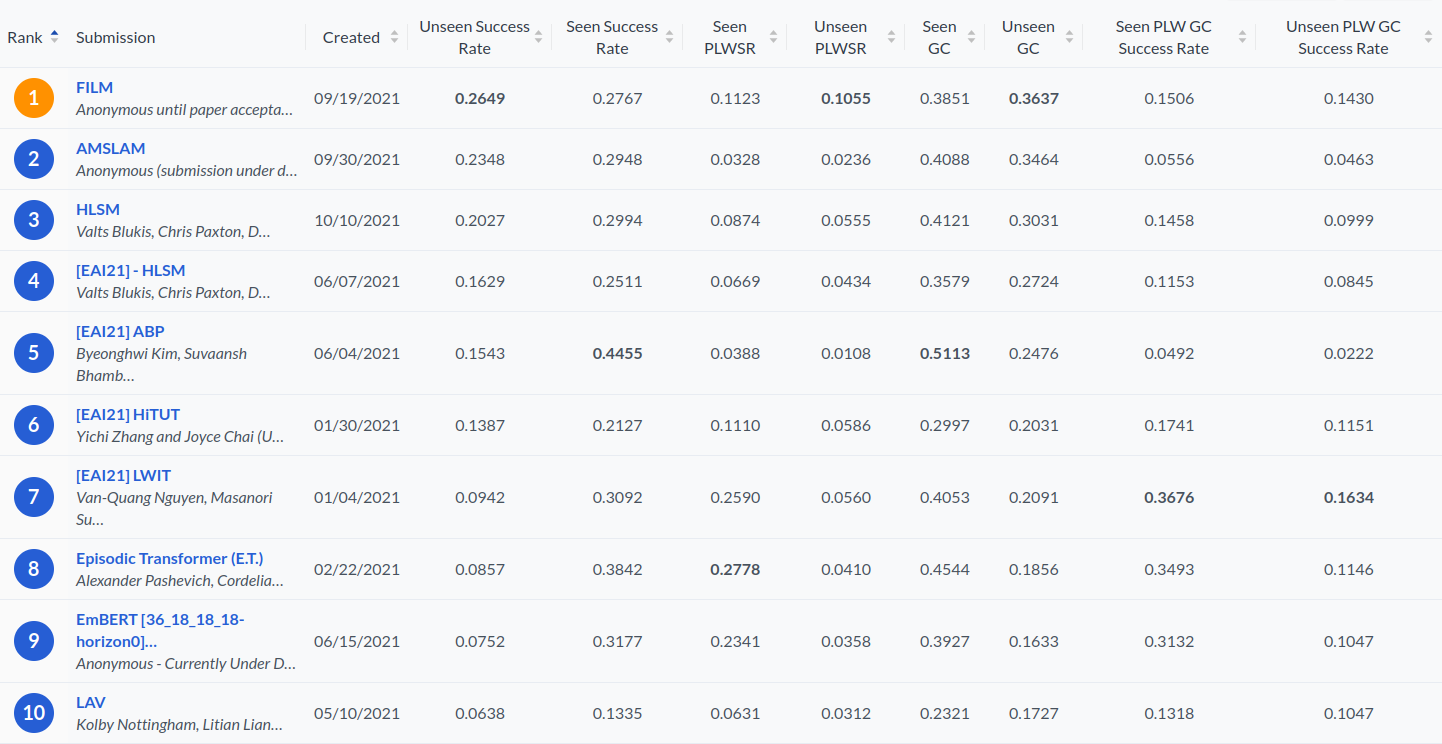 Rank Submission Created Unseen Success Rate Seen Success Rate Seen PLWSR Unseen PLWSR Seen GC Unseen GC Seen PLW GC Success Rate Unseen PLW GC Success Rate
1 FILM 09/19/2021 0.2649 0.2767 0.1123 0.1055 0.3851 0.3637 0.1506 0.1430
Anonymous until paper accepta...
2 AMSLAM 09/30/2021 0.2348 0.2948 0.0328 0.0236 0.4088 0.3464 0.0556 0.0463
Anonymous (submission under d...
3 HLSM 10/10/2021 0.2027 0.2994 0.0874 0.0555 0.4121 0.3031 0.1458 0.0999
Valts Blukis, Chris Paxton, D...
4 [EAI21] - HLSM 06/07/2021 0.1629 0.2511 0.0669 0.0434 0.3579 0.2724 0.1153 0.0845
Valts Blukis, Chris Paxton, D...
5 [EAI21] ABP 06/04/2021 0.1543 0.4455 0.0388 0.0108 0.5113 0.2476 0.0492 0.0222
Byeonghwi Kim, Suvaansh
Bhamb...
6 [EAI21] HiTUT 01/30/2021 0.1387 0.2127 0.1110 0.0586 0.2997 0.2031 0.1741 0.1151
Yichi Zhang and Joyce Chai (U...
7 [EAI21] LWIT 01/04/2021 0.0942 0.3092 0.2590 0.0560 0.4053 0.2091 0.3676 0.1634
Van-Quang Nguyen, Masanori
Su...
8 Episodic Transformer (E.T.) 02/22/2021 0.0857 0.3842 0.2778 0.0410 0.4544 0.1856 0.3493 0.1146
Alexander Pashevich, Cordelia...
9 EmBERT [36_18_18_18-
horizon0]... 06/15/2021 0.0752 0.3177 0.2341 0.0358 0.3927 0.1633 0.3132 0.1047
Anonymous - Currently Under D...
10 LAV 05/10/2021 0.0638 0.1335 0.0631 0.0312 0.2321 0.1727 0.1318 0.1047
Kolby Nottingham, Litian Lian...